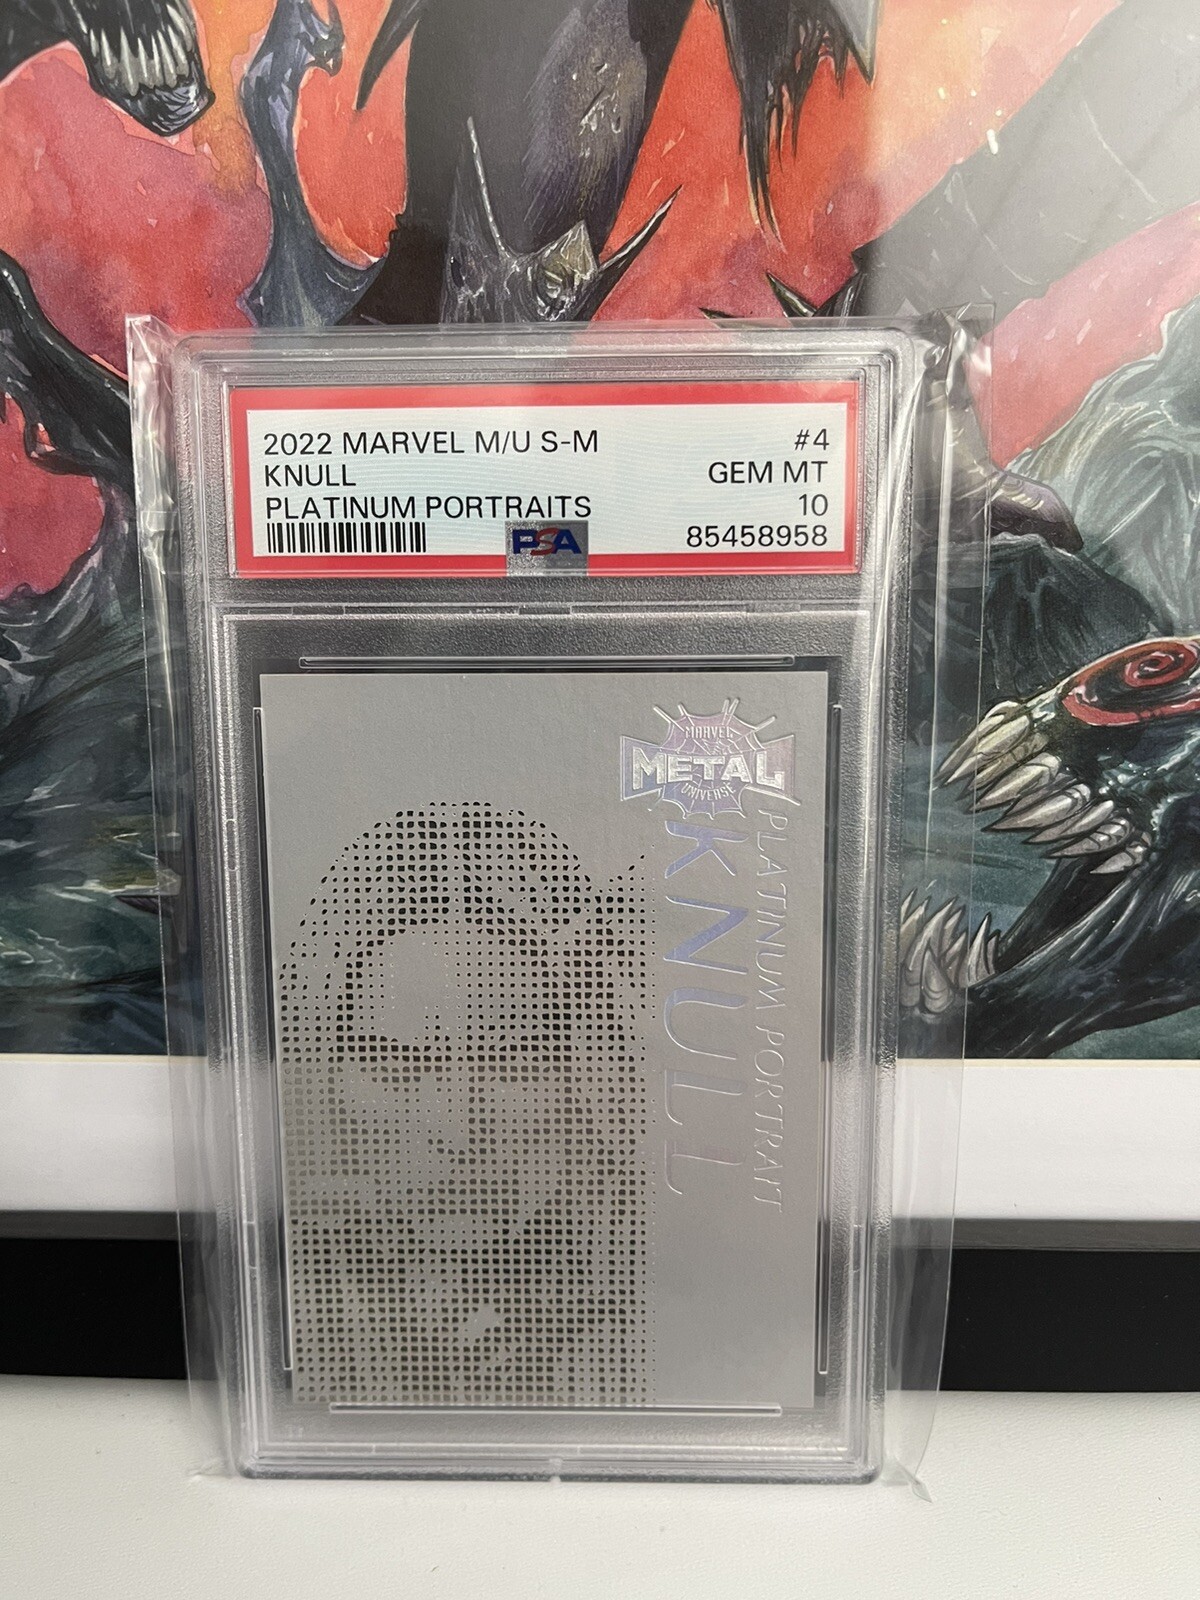 2022 MARVEL M/U S-M #4
KNULL GEM MT
PLATINUM PORTRAITS 10
PSA 85458958
MARVEL
METAL
UNIVERSE
PLATINUM PORTRAIT
KNULL